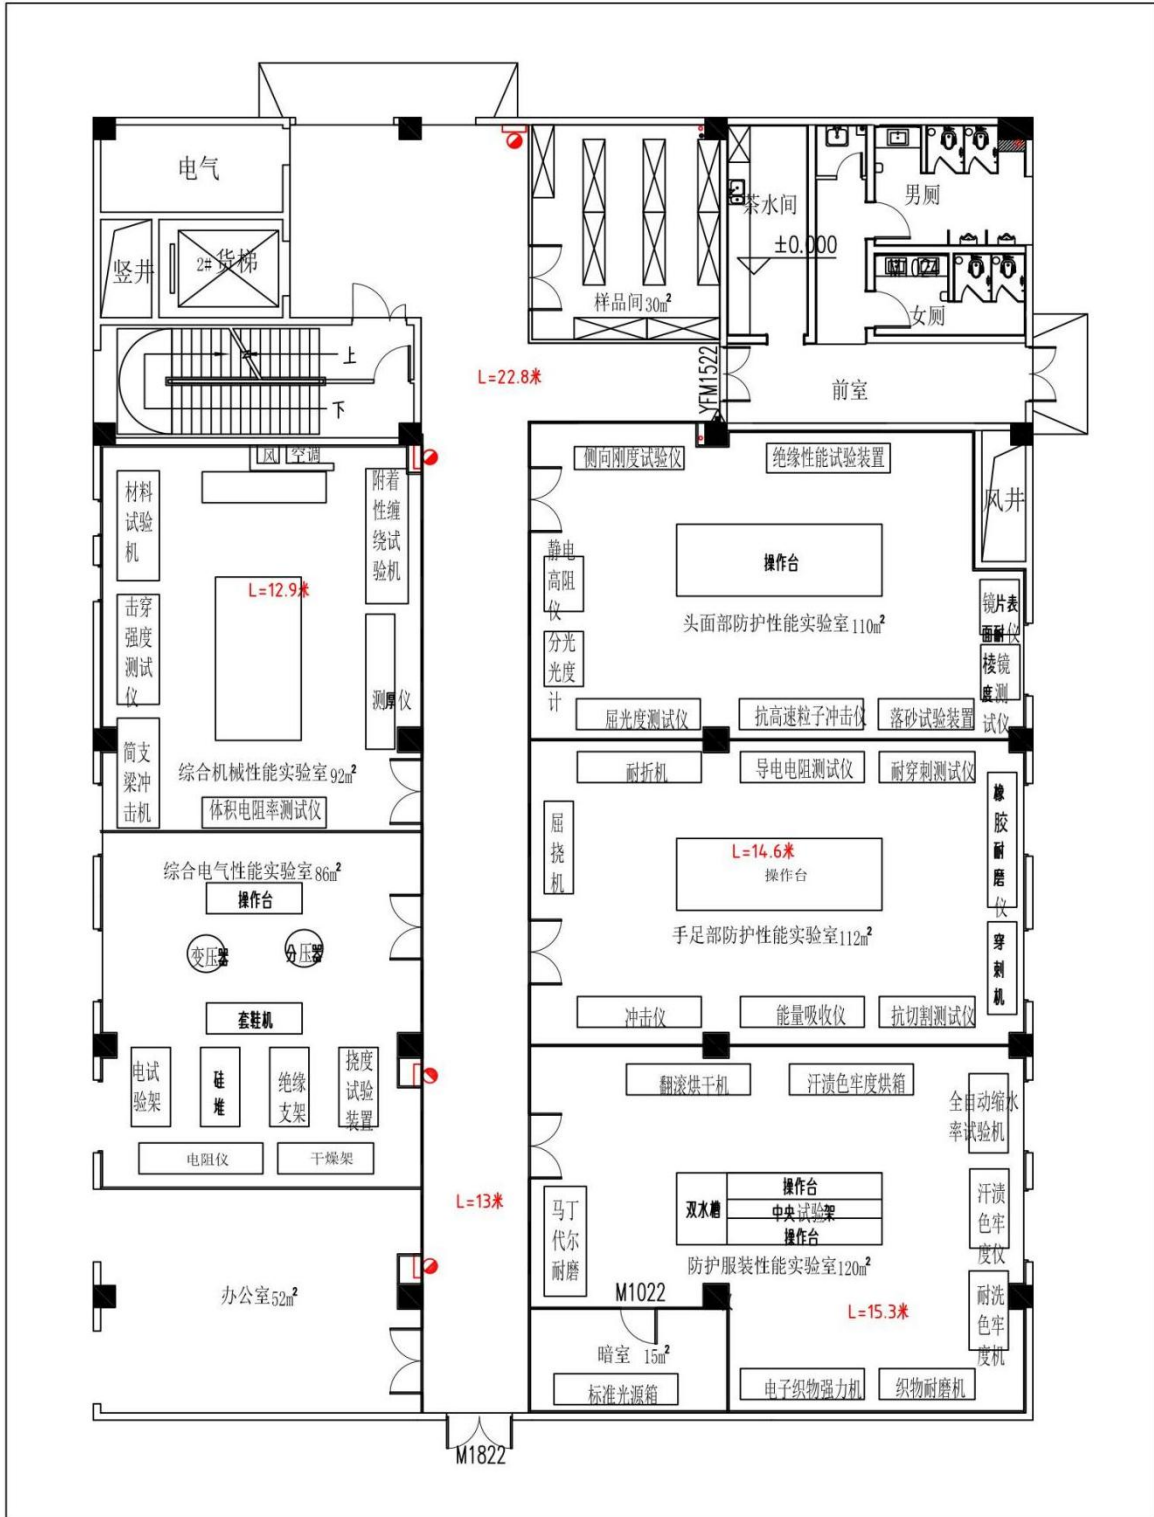 电气
竖井
2#货梯
样品间30m²
茶水间
±0.000
男厕
女厕
上
下
L=22.8米
YFM1522
前室
风
空调
材料
试验
机
附着
性缠
绕试
验机
击穿
强度
测试
仪
L=12.9米
测厚仪
简支
梁冲
击机
综合机械性能实验室92m²
体积电阻率测试仪
侧向刚度试验仪
绝缘性能试验装置
风井
静电
高阻
仪
操作台
头面部防护性能实验室110m²
分光
光度
计
镜片表
面耐仪
棱镜
度测
试仪
屈光度测试仪
抗高速粒子冲击仪
落砂试验装置
耐折机
导电电阻测试仪
耐穿刺测试仪
屈
挠
机
L=14.6米
操作台
橡
胶
耐
磨
仪
手足部防护性能实验室112m²
穿
刺
机
冲击仪
能量吸收仪
抗切割测试仪
综合电气性能实验室86m²
操作台
变压器
分压器
套鞋机
电试
验架
硅
堆
绝缘
支架
挠度
试验
装置
电阻仪
干燥架
翻滚烘干机
汗渍色牢度烘箱
全自动缩水
率试验机
L=13米
马丁
代尔
耐磨
双水槽
操作台
中央试验架
操作台
汗渍
色牢
度仪
防护服装性能实验室120m²
办公室52m²
M1022
L=15.3米
耐洗
色牢
度机
暗室 15m²
标准光源箱
电子织物强力机
织物耐磨机
M1822